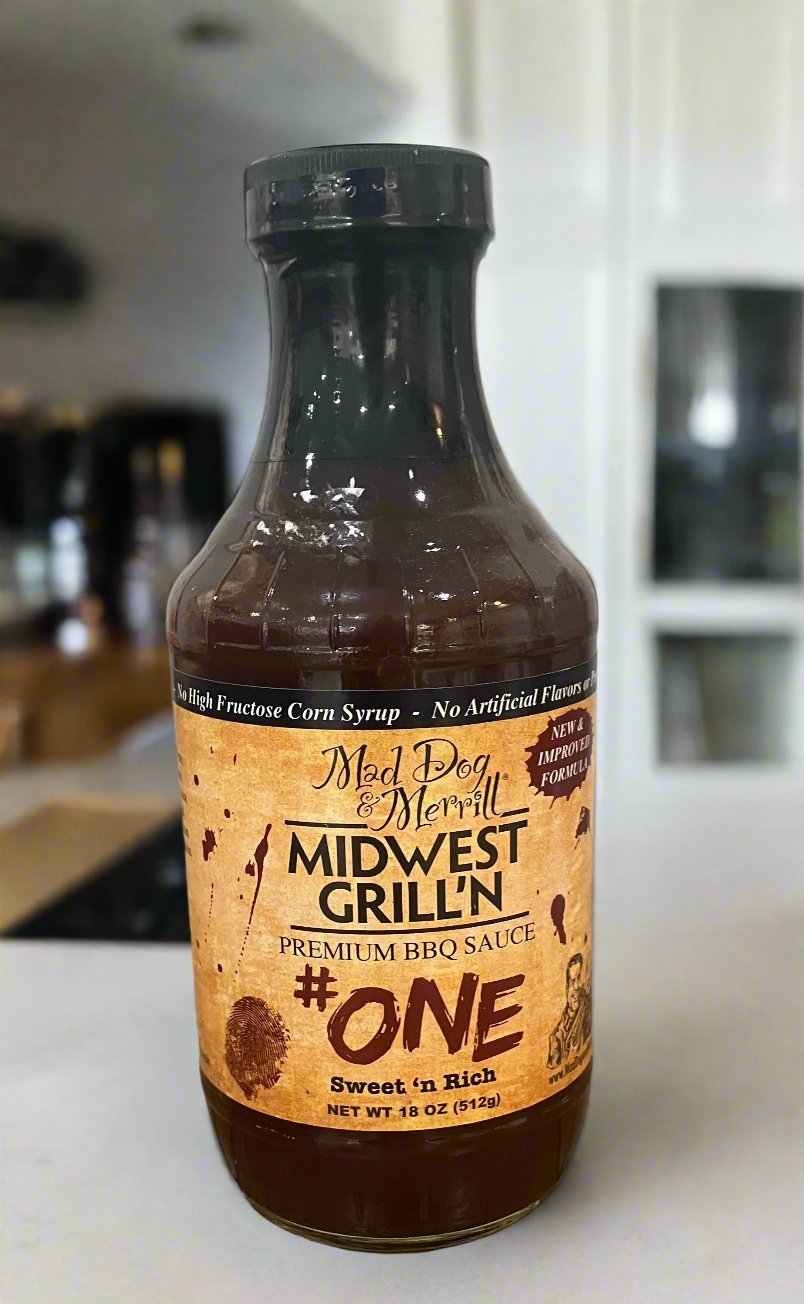 - No High Fructose Corn Syrup - No Artificial Flavors or
NEW &
IMPROVED
FORMULA
Mad Dog
& Merrill®
MIDWEST
GRILL'N
PREMIUM BBQ SAUCE
#ONE
Sweet 'n Rich
NET WT 18 OZ (512g)